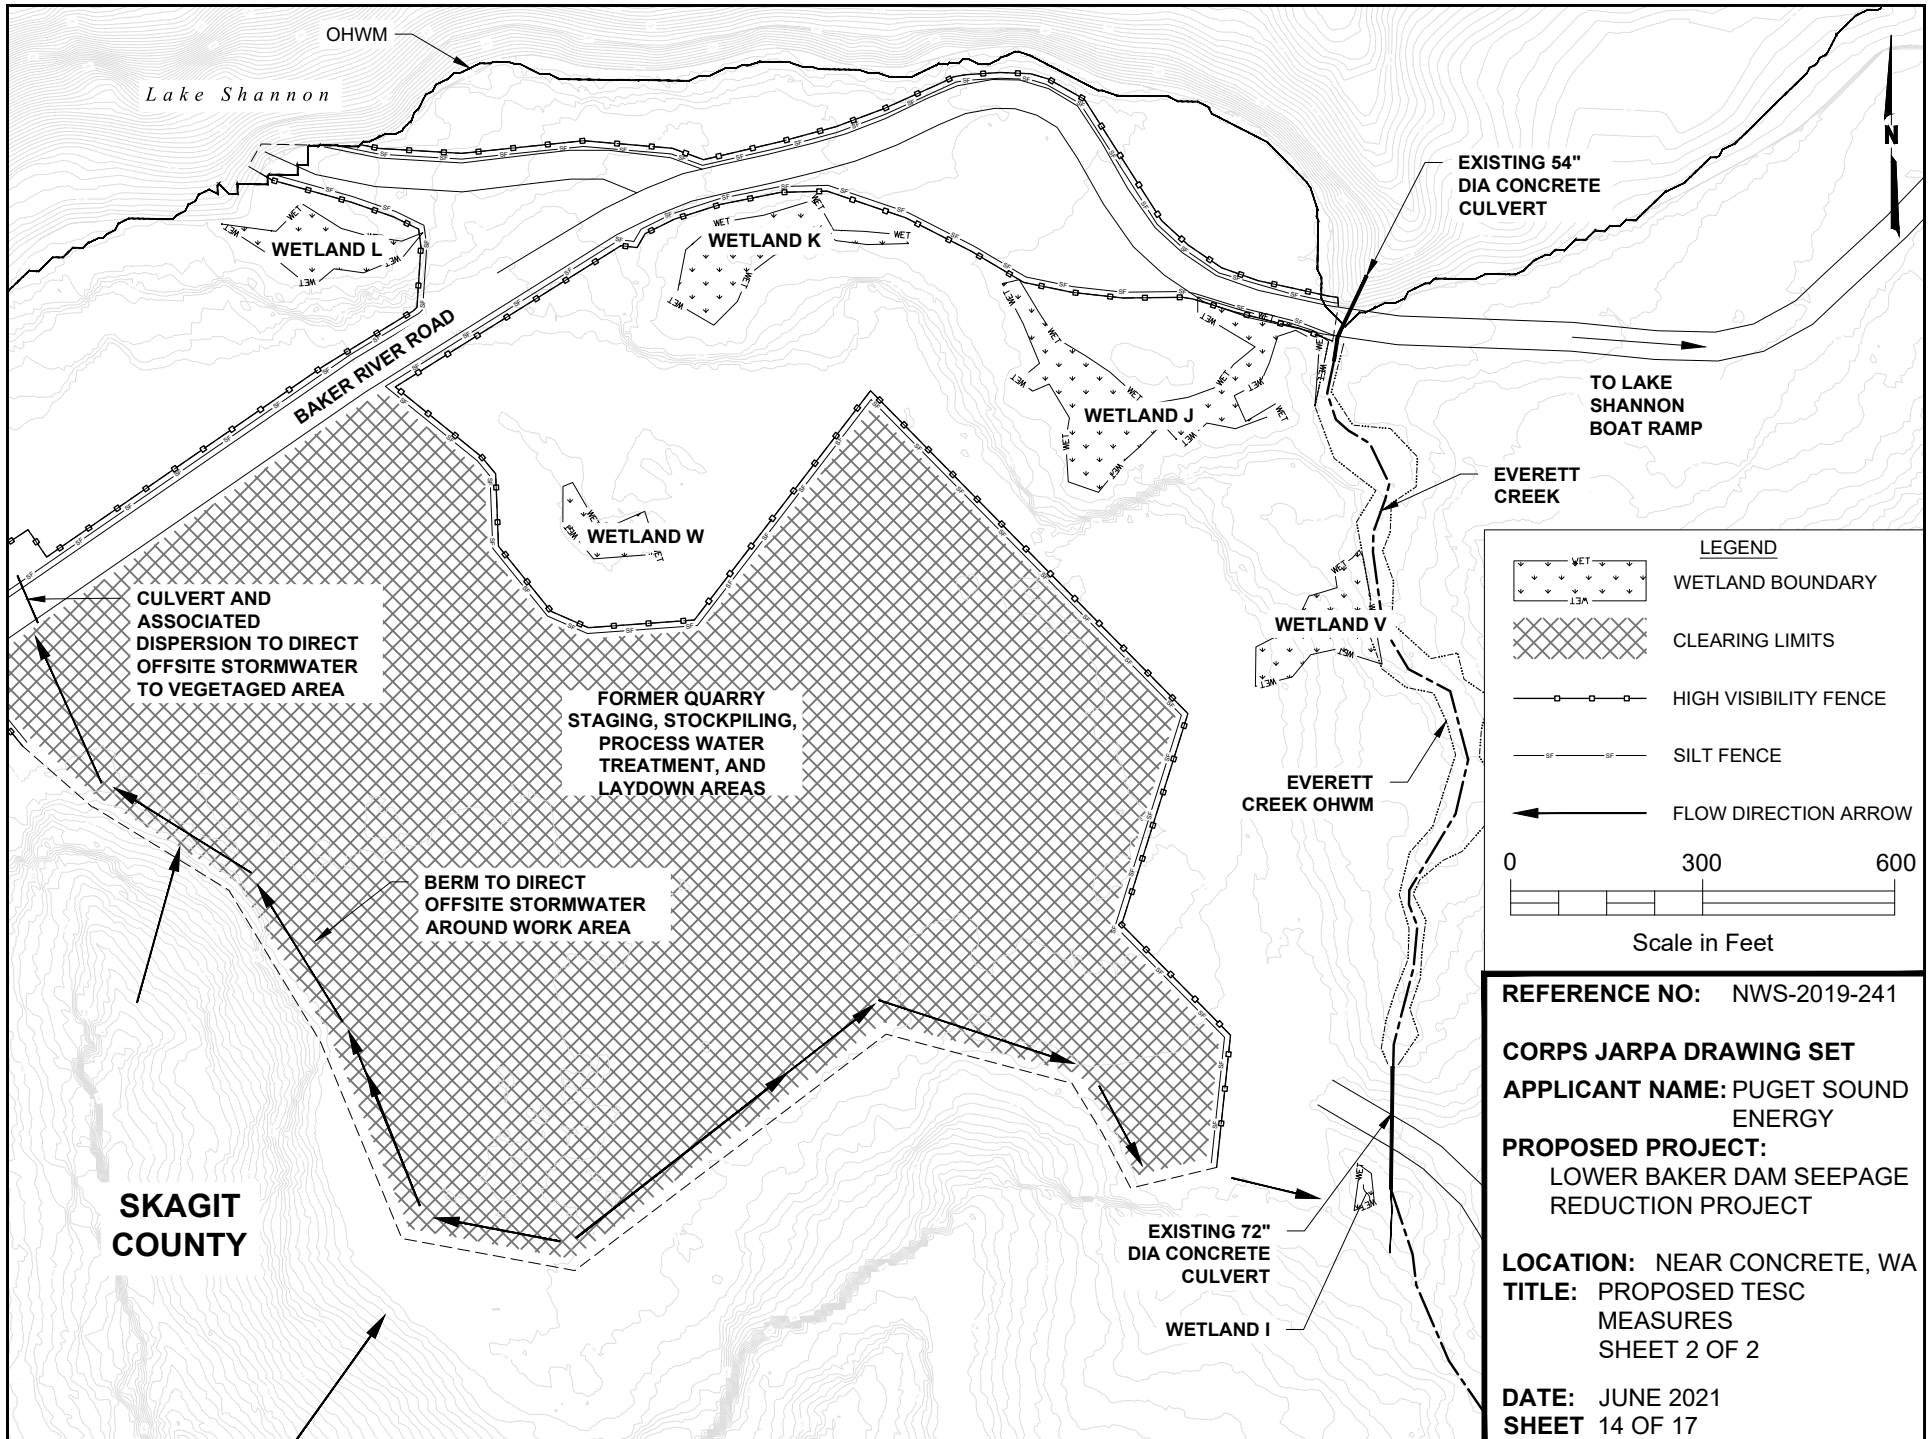 OHWM
Lake Shannon
N
EXISTING 54"
DIA CONCRETE
CULVERT
WETLAND L
WETLAND K
BAKER RIVER ROAD
WETLAND J
TO LAKE
SHANNON
BOAT RAMP
EVERETT
CREEK
WETLAND W
WETLAND V
CULVERT AND
ASSOCIATED
DISPERSION TO DIRECT
OFFSITE STORMWATER
TO VEGETAGED AREA
FORMER QUARRY
STAGING, STOCKPILING,
PROCESS WATER
TREATMENT, AND
LAYDOWN AREAS
EVERETT
CREEK OHWM
BERM TO DIRECT
OFFSITE STORMWATER
AROUND WORK AREA
SKAGIT
COUNTY
EXISTING 72"
DIA CONCRETE
CULVERT
WETLAND I
LEGEND
WET
WET
WETLAND BOUNDARY
CLEARING LIMITS
HIGH VISIBILITY FENCE
SF SF
SILT FENCE
FLOW DIRECTION ARROW
0 300 600
Scale in Feet
REFERENCE NO: NWS-2019-241
CORPS JARPA DRAWING SET
APPLICANT NAME: PUGET SOUND
ENERGY
PROPOSED PROJECT:
LOWER BAKER DAM SEEPAGE
REDUCTION PROJECT
LOCATION: NEAR CONCRETE, WA
TITLE: PROPOSED TESC
MEASURES
SHEET 2 OF 2
DATE: JUNE 2021
SHEET 14 OF 17